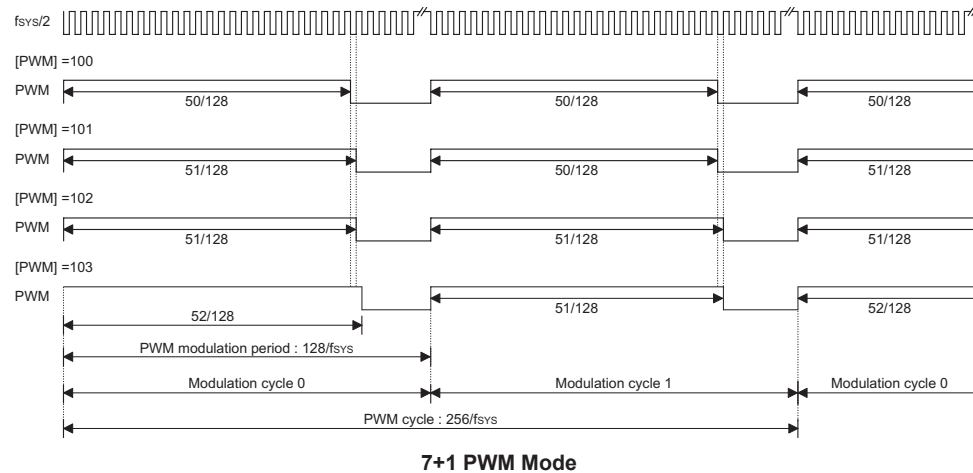 fSYS/2
[PWM] =100
PWM
50/128
50/128
50/128
[PWM] =101
PWM
51/128
50/128
51/128
[PWM] =102
PWM
51/128
51/128
51/128
[PWM] =103
PWM
52/128
51/128
52/128
PWM modulation period : 128/fSYS
Modulation cycle 0
Modulation cycle 1
Modulation cycle 0
PWM cycle : 256/fSYS
7+1 PWM Mode